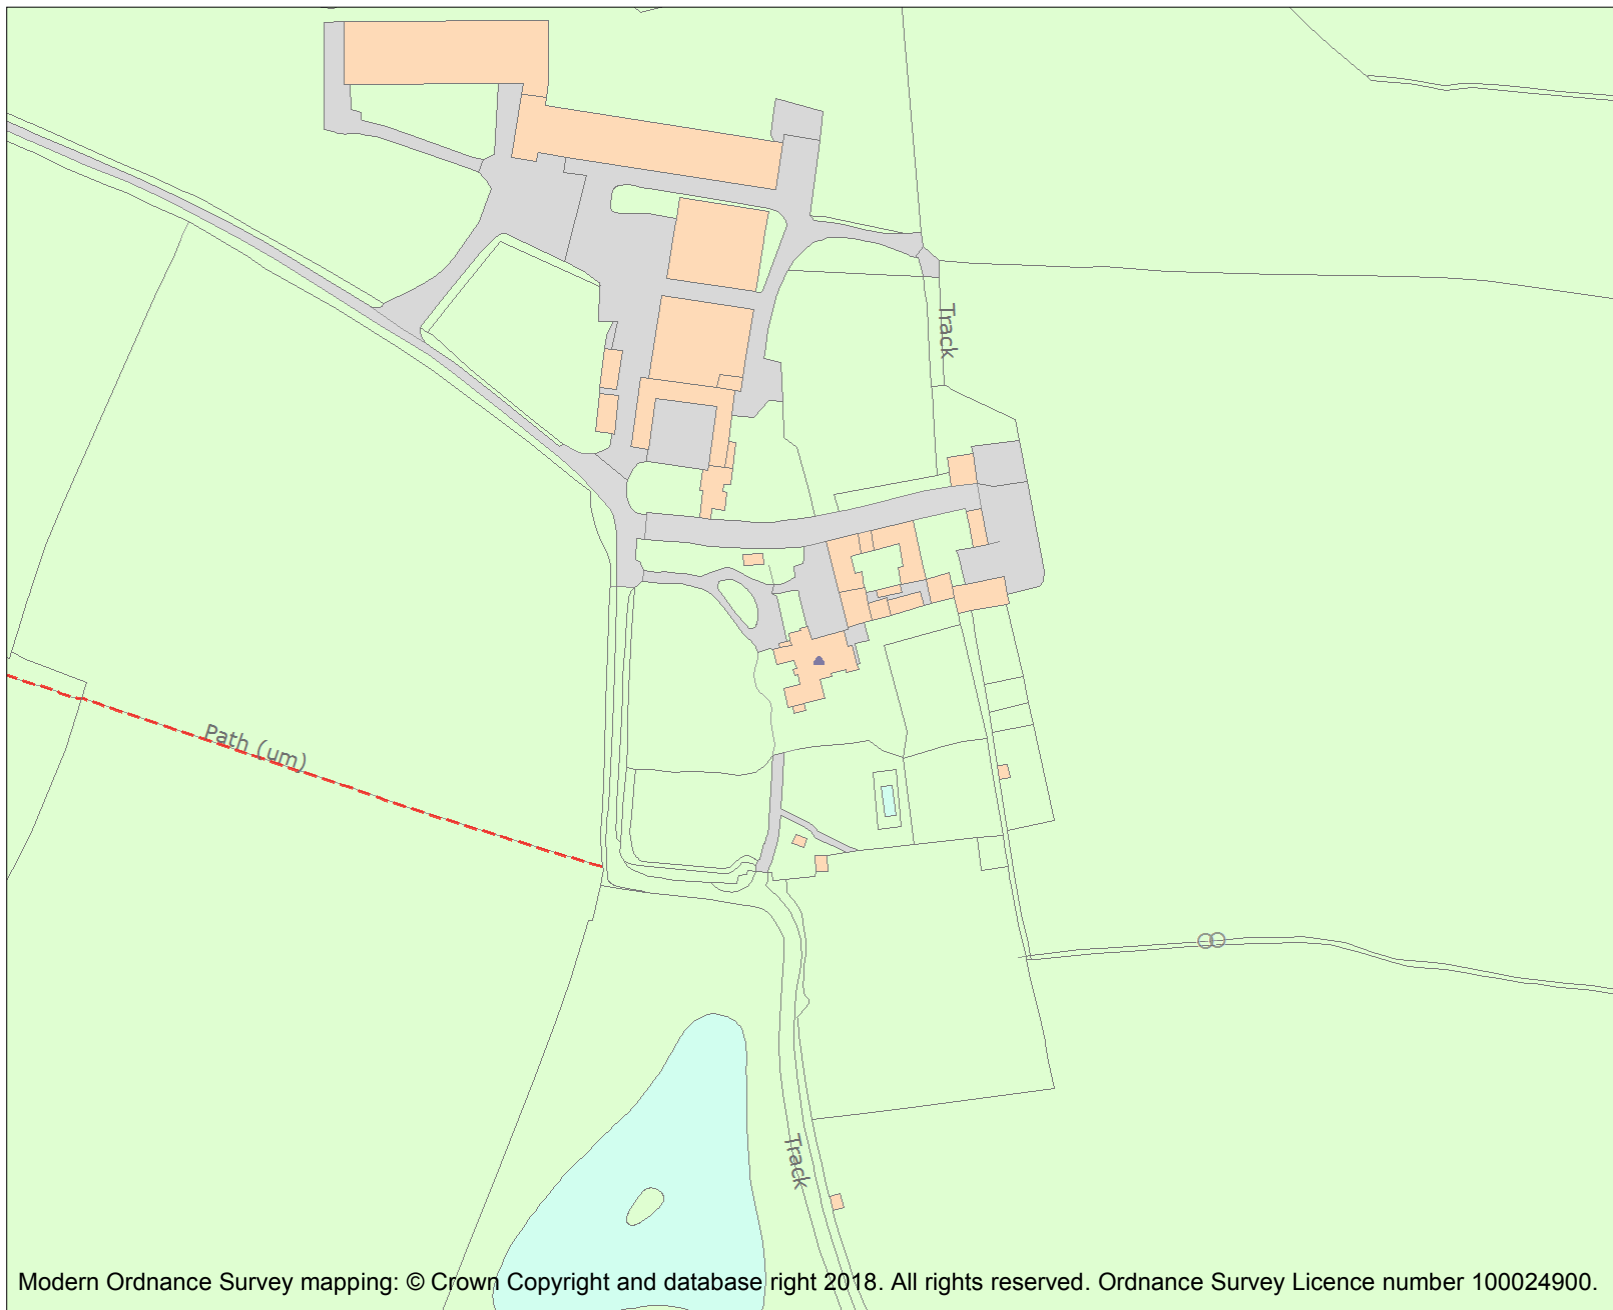 Track
Path (um)
Track
Modern Ordnance Survey mapping: © Crown Copyright and database right 2018. All rights reserved. Ordnance Survey Licence number 100024900.